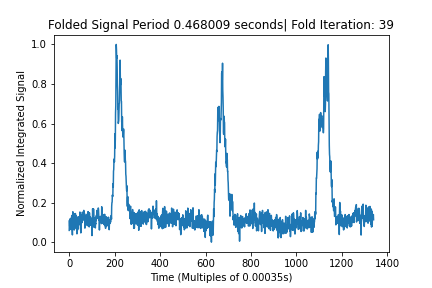 Folded Signal Period 0.468009 seconds| Fold Iteration: 39
Normalized Integrated Signal
1.0
0.8
0.6
0.4
0.2
0.0
0 200 400 600 800 1000 1200 1400
Time (Multiples of 0.00035s)